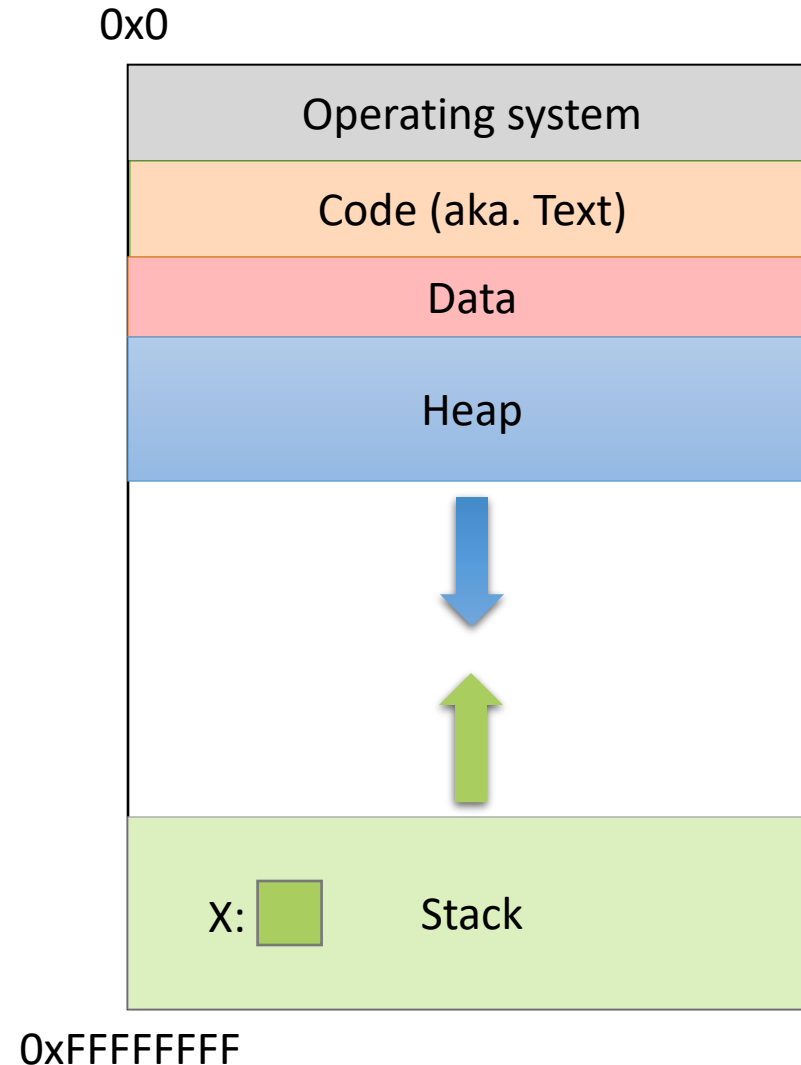 0x0
Operating system
Code (aka. Text)
Data
Heap
X:
Stack
0xFFFFFFFF